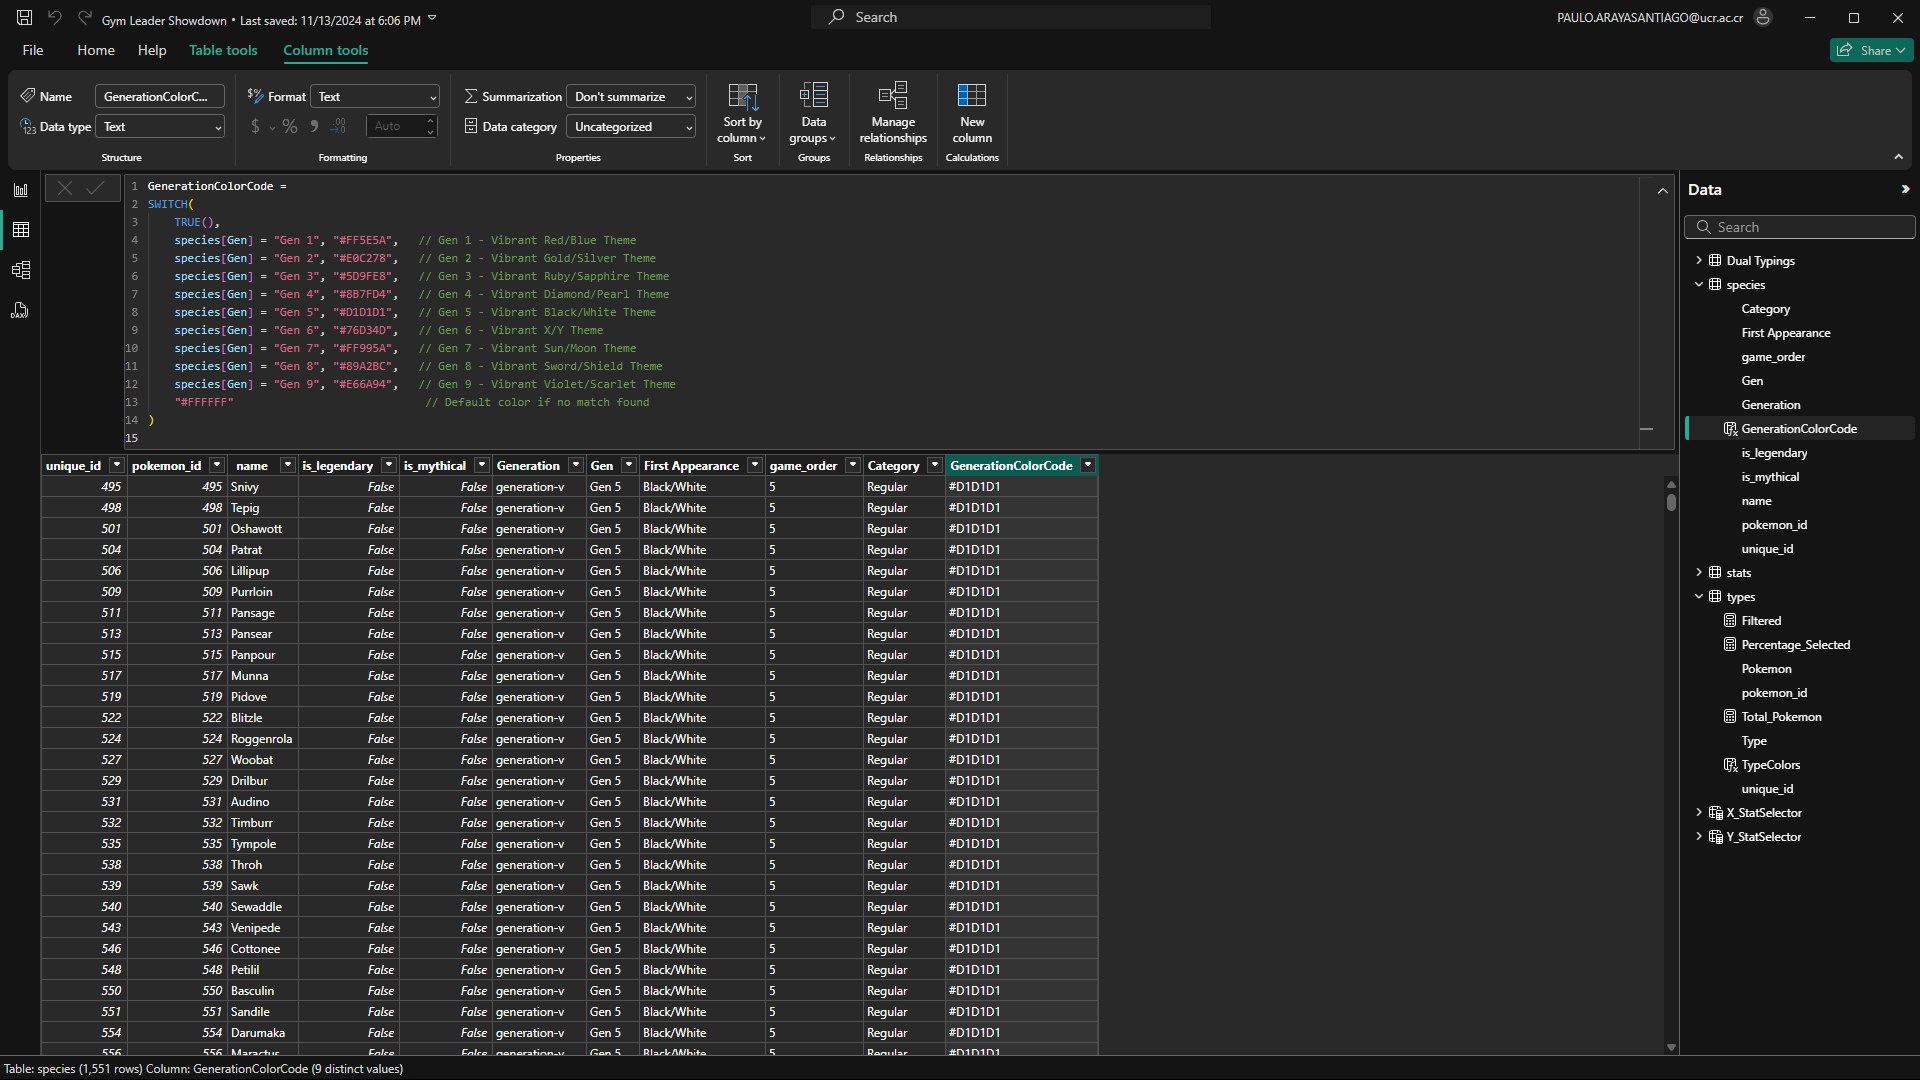 Gym Leader Showdown • Last saved: 11/13/2024 at 6:06 PM
Search
PAULO.ARAYASANTIAGO@ucr.ac.cr
File Home Help Table tools Column tools
Share
Name GenerationColorC... Format Text Summarization Don't summarize
Data type Text $ % Auto Data category Uncategorized
Sort by column Data groups Manage relationships New column
Structure Formatting Properties Sort Groups Relationships Calculations
1 GenerationColorCode =
2 SWITCH(
3 TRUE(),
4 species[Gen] = "Gen 1", "#FF5E5A", // Gen 1 - Vibrant Red/Blue Theme
5 species[Gen] = "Gen 2", "#E0C278", // Gen 2 - Vibrant Gold/Silver Theme
6 species[Gen] = "Gen 3", "#5D9FE8", // Gen 3 - Vibrant Ruby/Sapphire Theme
7 species[Gen] = "Gen 4", "#8B7FD4", // Gen 4 - Vibrant Diamond/Pearl Theme
8 species[Gen] = "Gen 5", "#D1D1D1", // Gen 5 - Vibrant Black/White Theme
9 species[Gen] = "Gen 6", "#76D34D", // Gen 6 - Vibrant X/Y Theme
10 species[Gen] = "Gen 7", "#FF995A", // Gen 7 - Vibrant Sun/Moon Theme
11 species[Gen] = "Gen 8", "#89A2BC", // Gen 8 - Vibrant Sword/Shield Theme
12 species[Gen] = "Gen 9", "#E66A94", // Gen 9 - Vibrant Violet/Scarlet Theme
13 "#FFFFFF" // Default color if no match found
14 )
15
unique_id pokemon_id name is_legendary is_mythical Generation Gen First Appearance game_order Category GenerationColorCode
495 495 Snivy False False generation-v Gen 5 Black/White 5 Regular #D1D1D1
498 498 Tepig False False generation-v Gen 5 Black/White 5 Regular #D1D1D1
501 501 Oshawott False False generation-v Gen 5 Black/White 5 Regular #D1D1D1
504 504 Patrat False False generation-v Gen 5 Black/White 5 Regular #D1D1D1
506 506 Lillipup False False generation-v Gen 5 Black/White 5 Regular #D1D1D1
509 509 Purrloin False False generation-v Gen 5 Black/White 5 Regular #D1D1D1
511 511 Pansage False False generation-v Gen 5 Black/White 5 Regular #D1D1D1
513 513 Pansear False False generation-v Gen 5 Black/White 5 Regular #D1D1D1
515 515 Panpour False False generation-v Gen 5 Black/White 5 Regular #D1D1D1
517 517 Munna False False generation-v Gen 5 Black/White 5 Regular #D1D1D1
519 519 Pidove False False generation-v Gen 5 Black/White 5 Regular #D1D1D1
522 522 Blitzle False False generation-v Gen 5 Black/White 5 Regular #D1D1D1
524 524 Roggenrola False False generation-v Gen 5 Black/White 5 Regular #D1D1D1
527 527 Woobat False False generation-v Gen 5 Black/White 5 Regular #D1D1D1
529 529 Drilbur False False generation-v Gen 5 Black/White 5 Regular #D1D1D1
531 531 Audino False False generation-v Gen 5 Black/White 5 Regular #D1D1D1
532 532 Timburr False False generation-v Gen 5 Black/White 5 Regular #D1D1D1
535 535 Tympole False False generation-v Gen 5 Black/White 5 Regular #D1D1D1
538 538 Throh False False generation-v Gen 5 Black/White 5 Regular #D1D1D1
539 539 Sawk False False generation-v Gen 5 Black/White 5 Regular #D1D1D1
540 540 Sewaddle False False generation-v Gen 5 Black/White 5 Regular #D1D1D1
543 543 Venipede False False generation-v Gen 5 Black/White 5 Regular #D1D1D1
546 546 Cottonee False False generation-v Gen 5 Black/White 5 Regular #D1D1D1
548 548 Petilil False False generation-v Gen 5 Black/White 5 Regular #D1D1D1
550 550 Basculin False False generation-v Gen 5 Black/White 5 Regular #D1D1D1
551 551 Sandile False False generation-v Gen 5 Black/White 5 Regular #D1D1D1
554 554 Darumaka False False generation-v Gen 5 Black/White 5 Regular #D1D1D1
556 556 Maractus False False generation-v Gen 5 Black/White 5 Regular #D1D1D1
Data
Search
Dual Typings
species
Category
First Appearance
game_order
Gen
Generation
GenerationColorCode
is_legendary
is_mythical
name
pokemon_id
unique_id
stats
types
Filtered
Percentage_Selected
Pokemon
pokemon_id
Total_Pokemon
Type
TypeColors
unique_id
X_StatSelector
Y_StatSelector
Table: species (1,551 rows) Column: GenerationColorCode (9 distinct values)